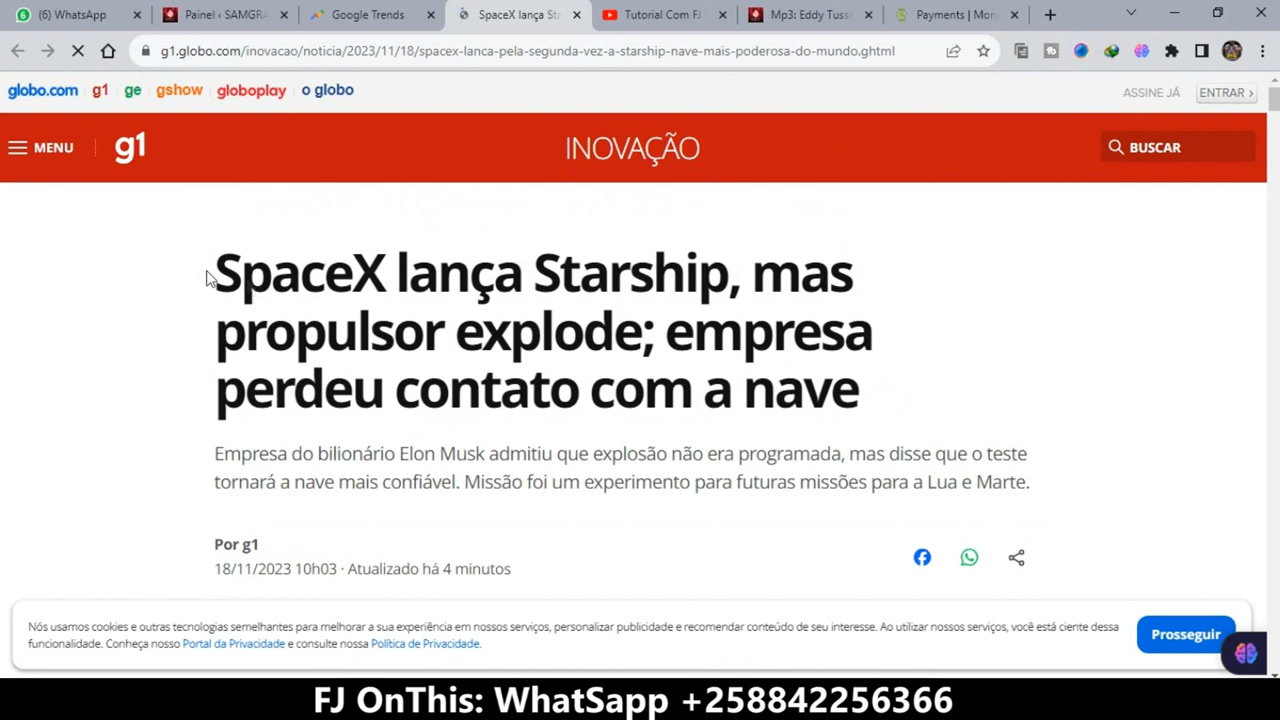 (6) WhatsApp
Painel ‹ SAMGRA
Google Trends
SpaceX lança Sta
Tutorial Com FJ
Mp3: Eddy Tuss
Payments | Mon
g1.globo.com/inovacao/noticia/2023/11/18/spacex-lanca-pela-segunda-vez-a-starship-nave-mais-poderosa-do-mundo.ghtml
globo.com g1 ge gshow globoplay o globo
ASSINE JÁ ENTRAR >
MENU g1 INOVAÇÃO BUSCAR
SpaceX lança Starship, mas
propulsor explode; empresa
perdeu contato com a nave
Empresa do bilionário Elon Musk admitiu que explosão não era programada, mas disse que o teste
tornará a nave mais confiável. Missão foi um experimento para futuras missões para a Lua e Marte.
Por g1
18/11/2023 10h03 · Atualizado há 4 minutos
Nós usamos cookies e outras tecnologias semelhantes para melhorar a sua experiência em nossos serviços, personalizar publicidade e recomendar conteúdo de seu interesse. Ao utilizar nossos serviços, você está ciente dessa
funcionalidade. Conheça nosso Portal da Privacidade e consulte nossa Política de Privacidade.
Prosseguir
FJ OnThis: WhatSapp +258842256366